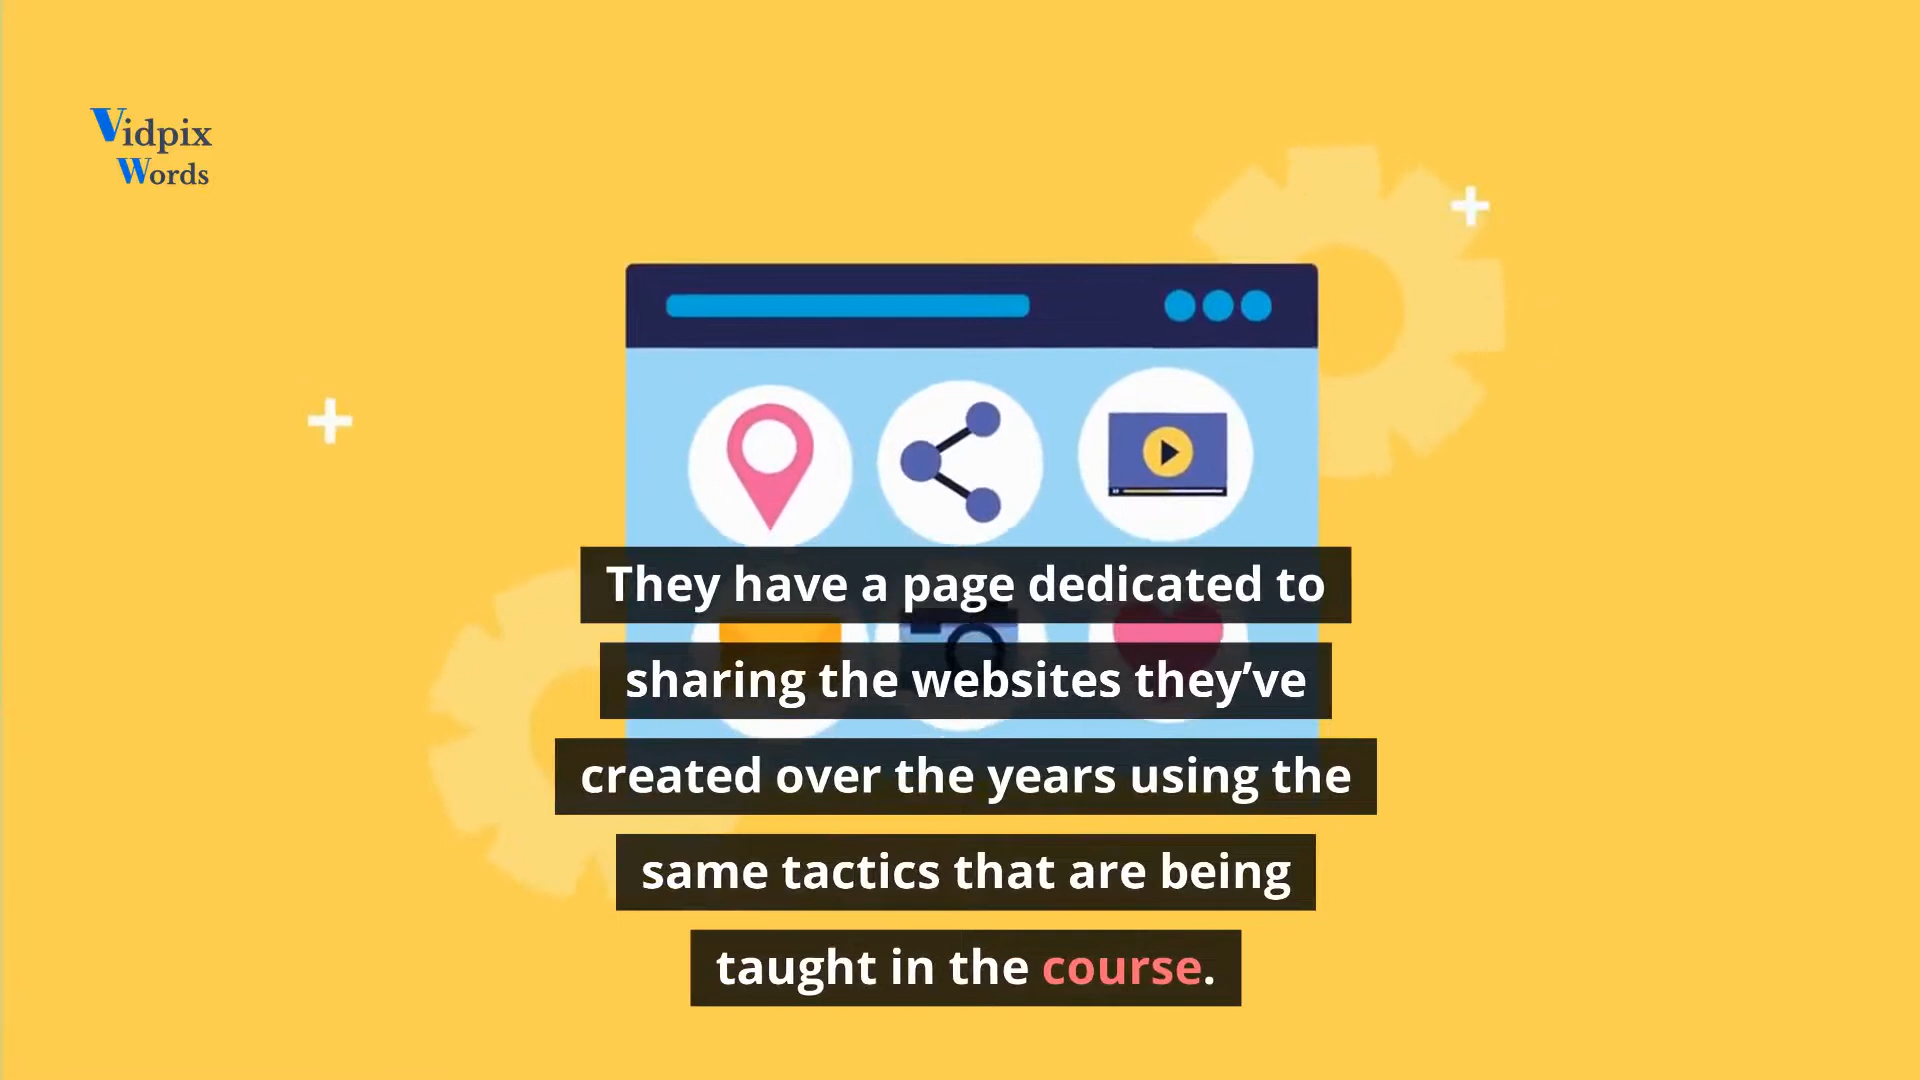 Vidpix
Words
They have a page dedicated to
sharing the websites they’ve
created over the years using the
same tactics that are being
taught in the course.